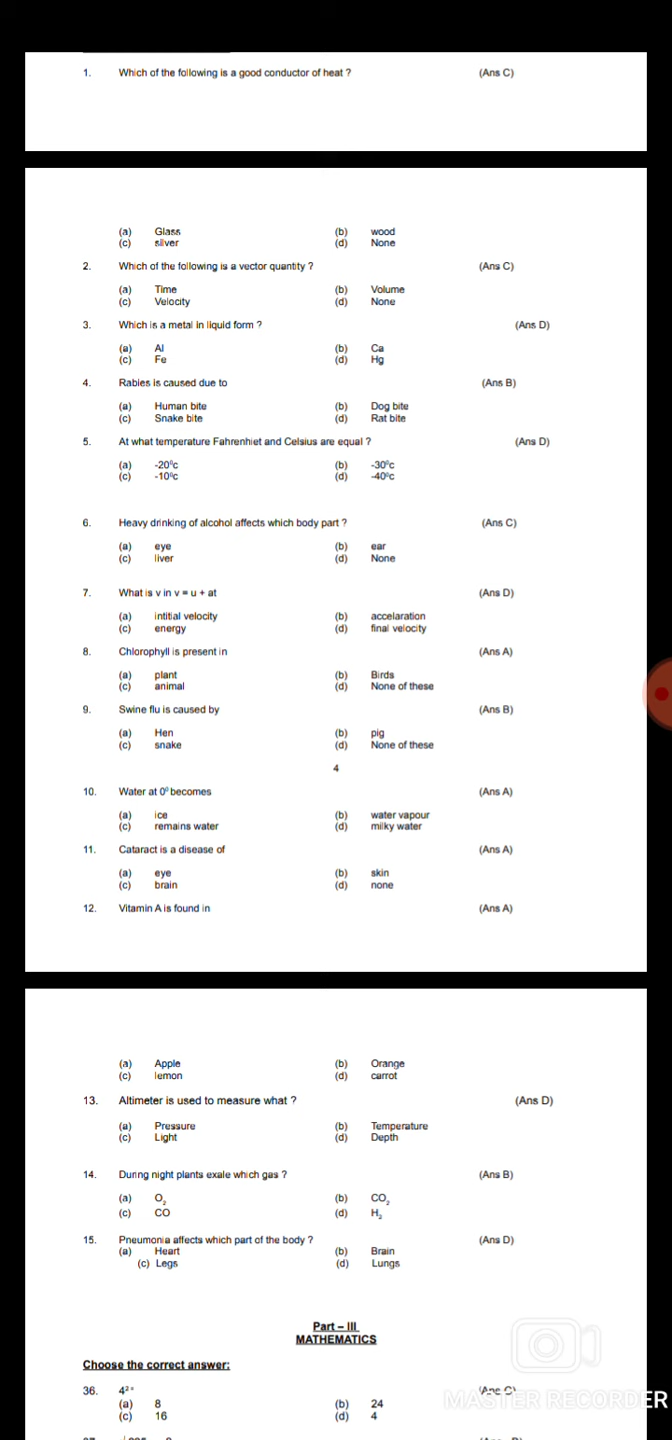 1. Which of the following is a good conductor of heat ? (Ans C)
(a) Glass (b) wood
(c) silver (d) None
2. Which of the following is a vector quantity ? (Ans C)
(a) Time (b) Volume
(c) Velocity (d) None
3. Which is a metal in liquid form ? (Ans D)
(a) Al (b) Ca
(c) Fe (d) Hg
4. Rabies is caused due to (Ans B)
(a) Human bite (b) Dog bite
(c) Snake bite (d) Rat bite
5. At what temperature Fahrenhiet and Celsius are equal ? (Ans D)
(a) -20⁰c (b) -30⁰c
(c) -10⁰c (d) -40⁰c
6. Heavy drinking of alcohol affects which body part ? (Ans C)
(a) eye (b) ear
(c) liver (d) None
7. What is v in v = u + at (Ans D)
(a) intitial velocity (b) accelaration
(c) energy (d) final velocity
8. Chlorophyll is present in (Ans A)
(a) plant (b) Birds
(c) animal (d) None of these
9. Swine flu is caused by (Ans B)
(a) Hen (b) pig
(c) snake (d) None of these
4
10. Water at 0⁰ becomes (Ans A)
(a) ice (b) water vapour
(c) remains water (d) milky water
11. Cataract is a disease of (Ans A)
(a) eye (b) skin
(c) brain (d) none
12. Vitamin A is found in (Ans A)
(a) Apple (b) Orange
(c) lemon (d) carrot
13. Altimeter is used to measure what ? (Ans D)
(a) Pressure (b) Temperature
(c) Light (d) Depth
14. During night plants exale which gas ? (Ans B)
(a) O₂ (b) CO₂
(c) CO (d) H₂
15. Pneumonia affects which part of the body ? (Ans D)
(a) Heart (b) Brain
(c) Legs (d) Lungs
Part – III
MATHEMATICS
Choose the correct answer:
36. 4² = (Ans C)
(a) 8 (b) 24
(c) 16 (d) 4
MASTER RECORDER